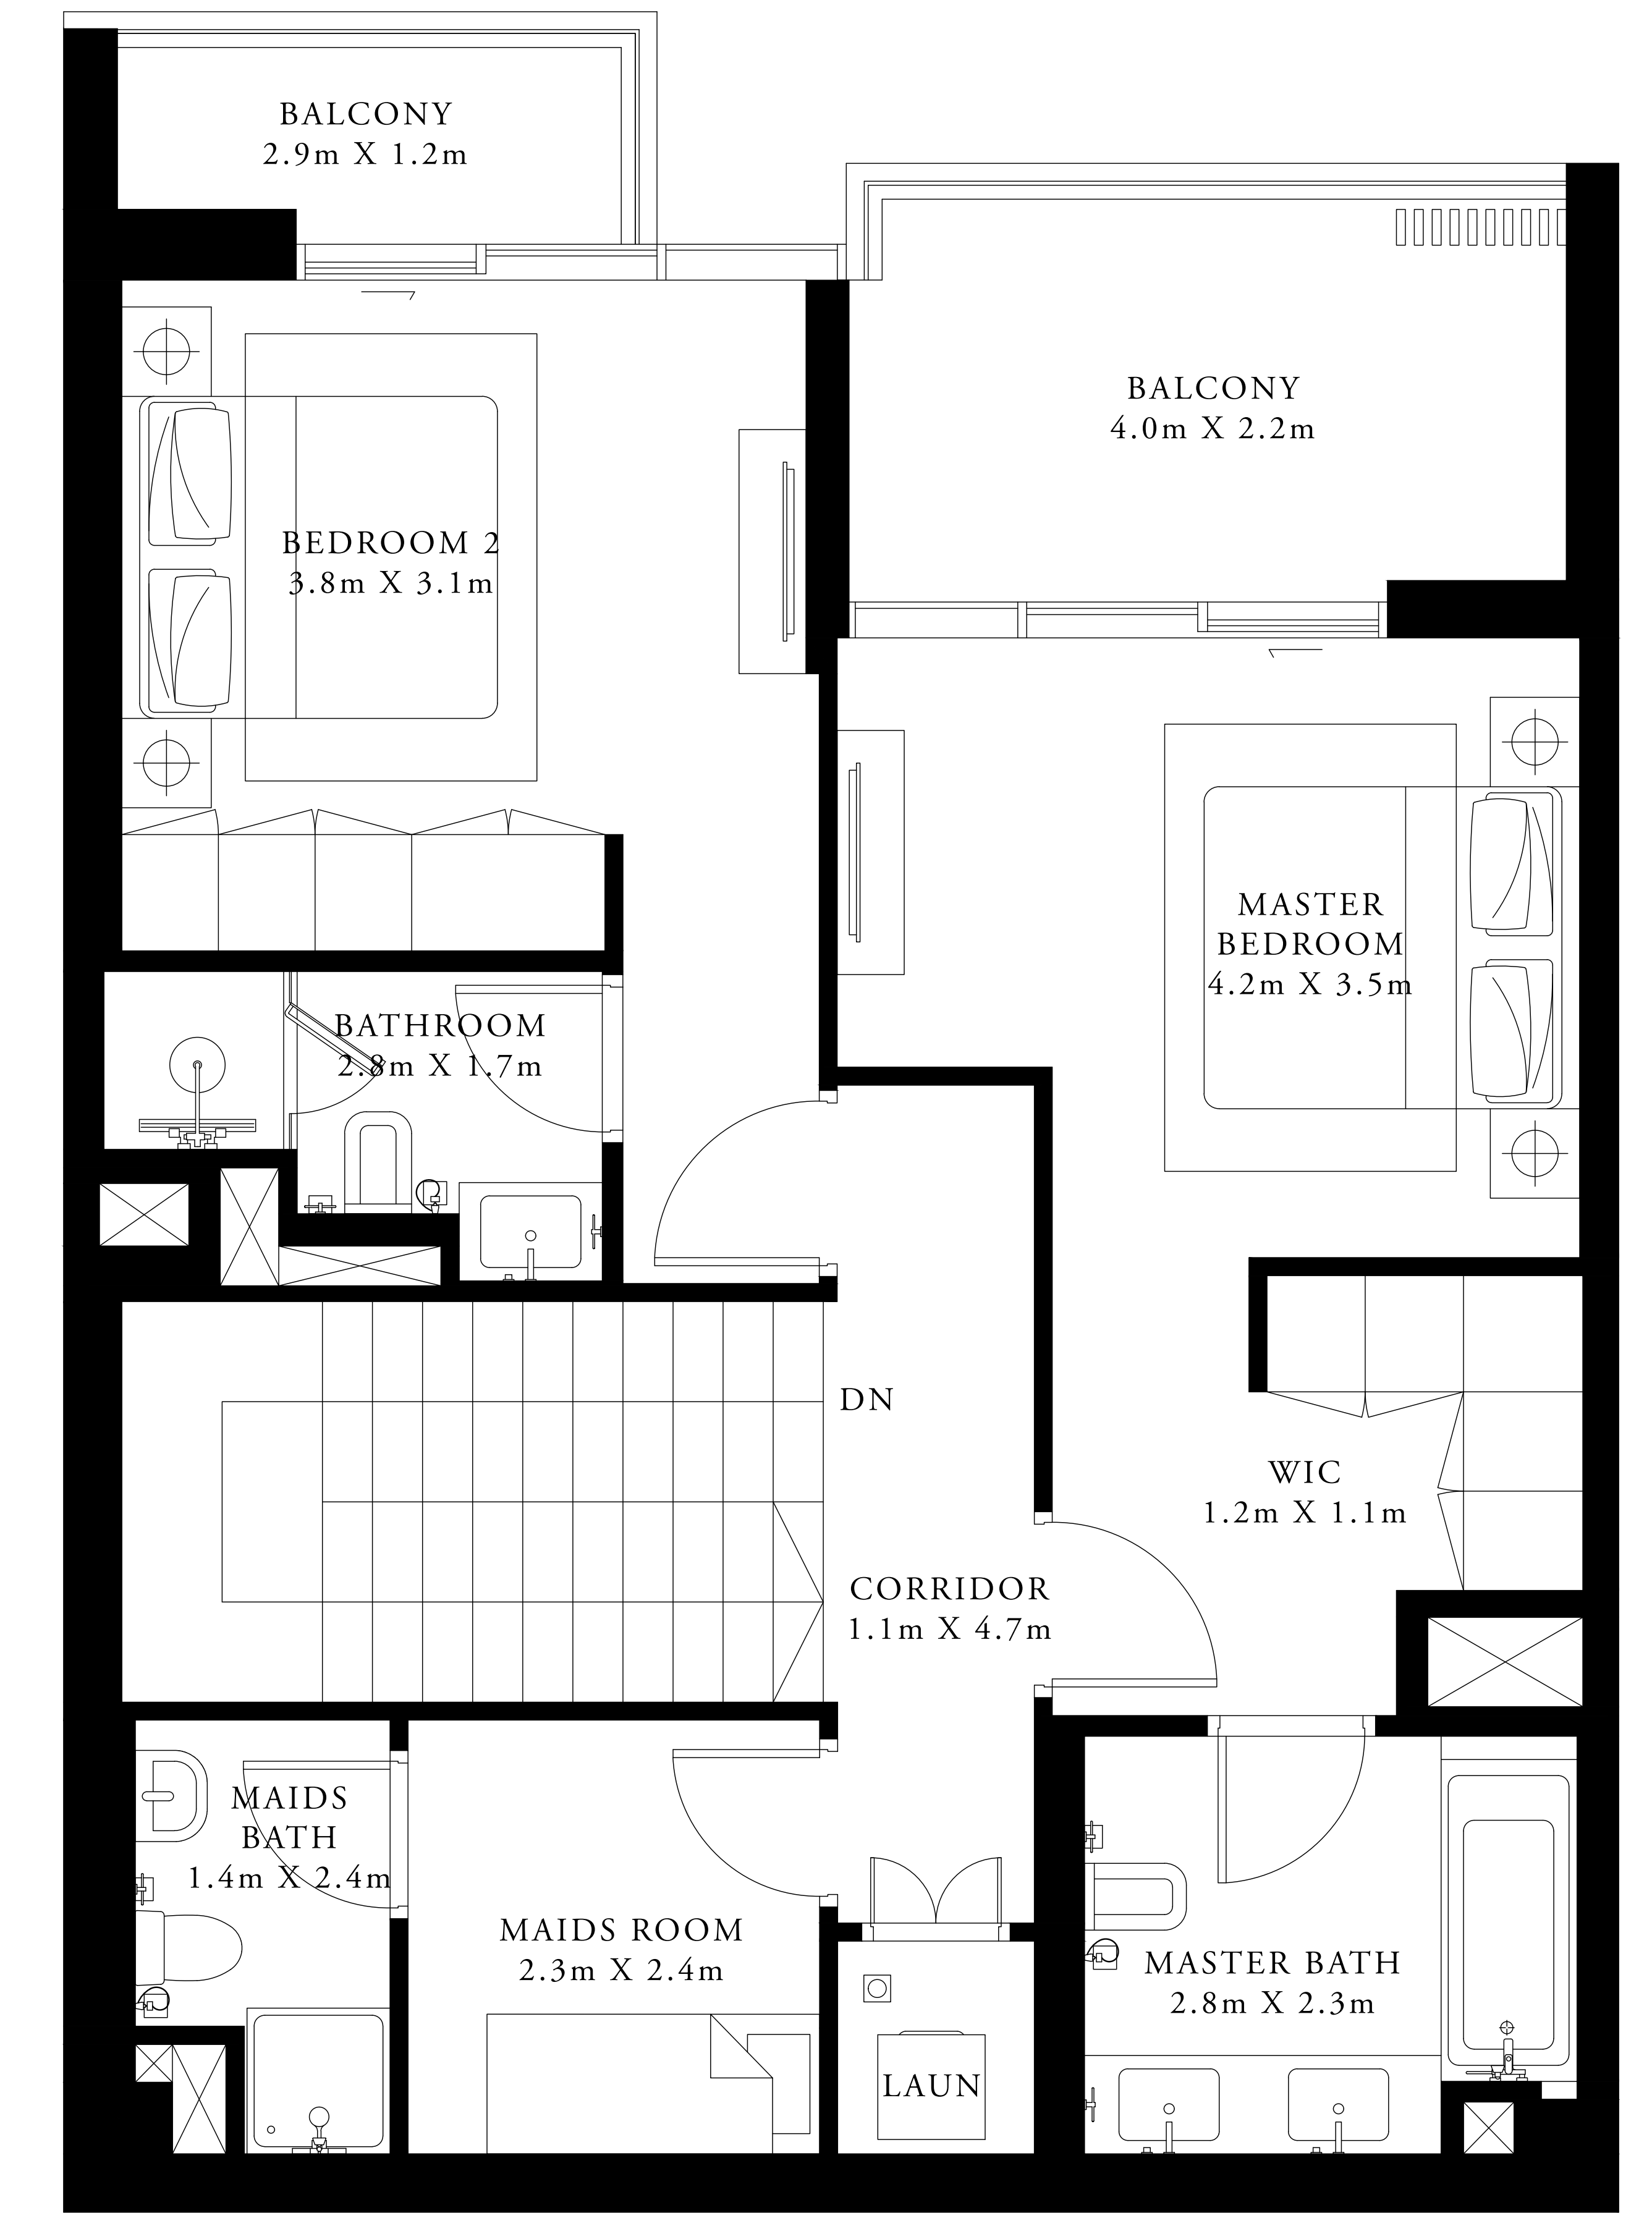 BALCONY
2.9m X 1.2m
BALCONY
4.0m X 2.2m
BEDROOM 2
3.8m X 3.1m
MASTER
BEDROOM
4.2m X 3.5m
BATHROOM
2.8m X 1.7m
DN
WIC
1.2m X 1.1m
CORRIDOR
1.1m X 4.7m
MAIDS
BATH
1.4m X 2.4m
MAIDS ROOM
2.3m X 2.4m
MASTER BATH
2.8m X 2.3m
LAUN